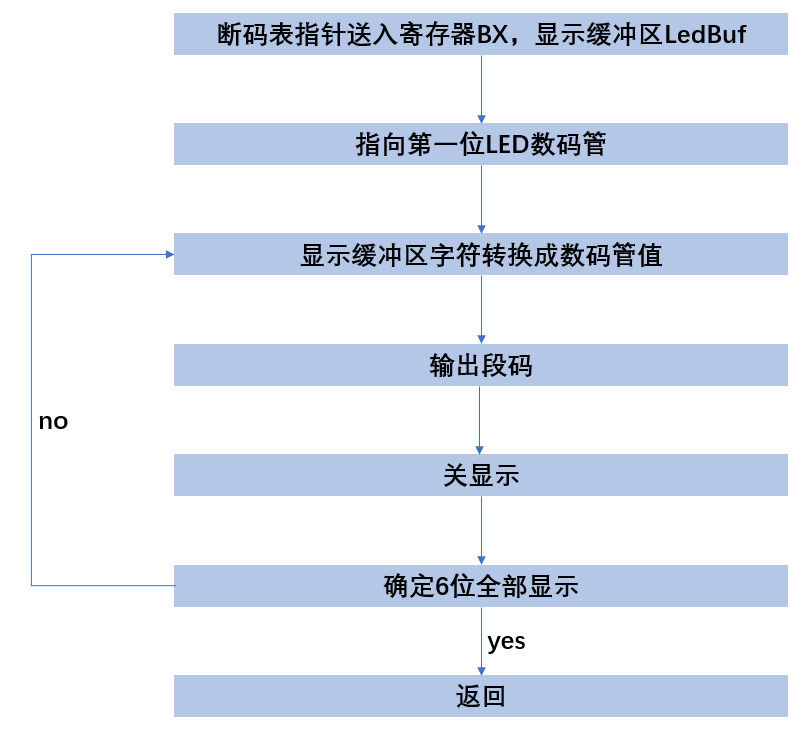 断码表指针送入寄存器BX，显示缓冲区LedBuf
指向第一位LED数码管
显示缓冲区字符转换成数码管值
输出段码
no
关显示
确定6位全部显示
yes
返回